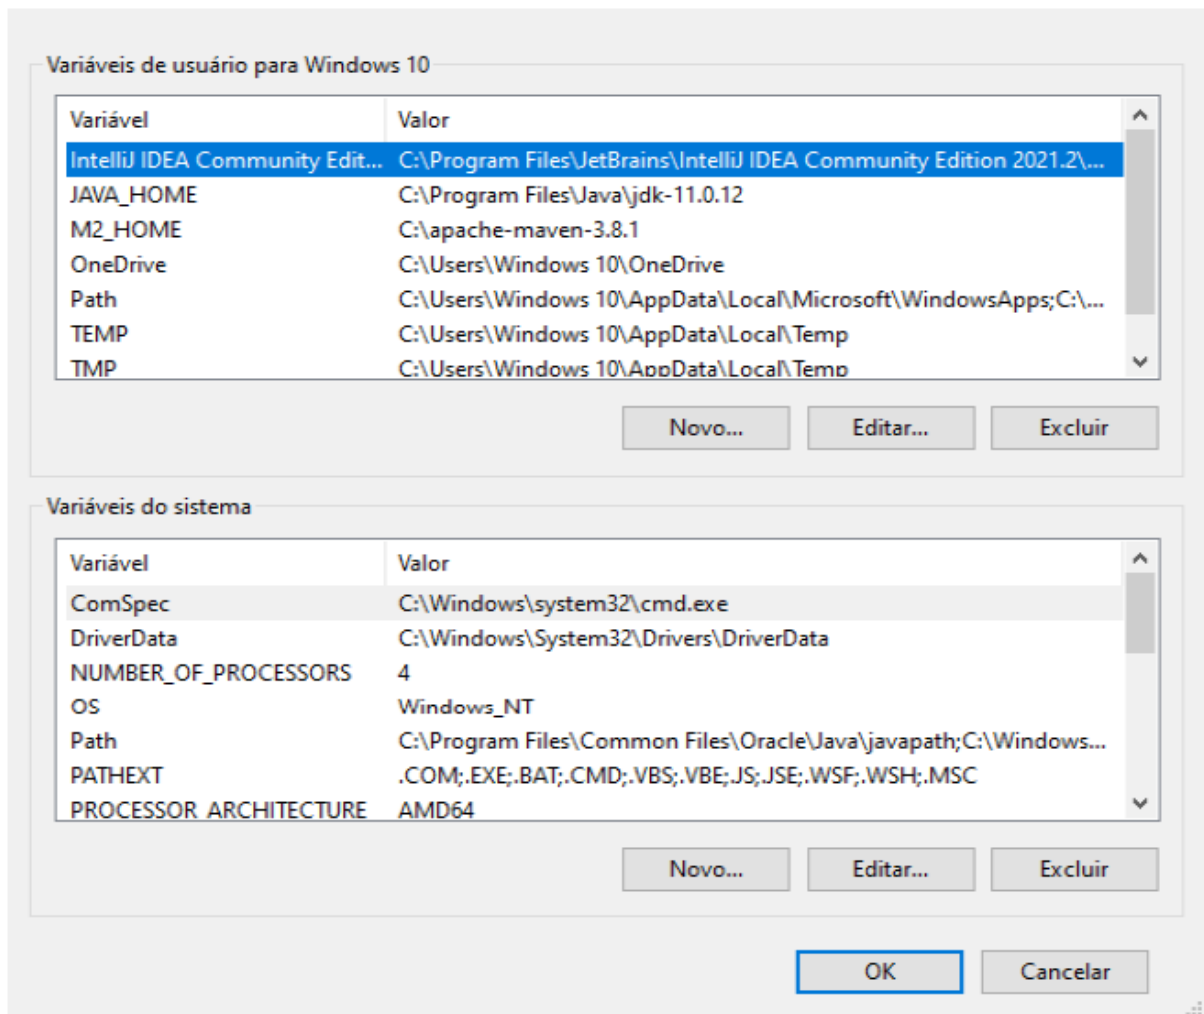 Variáveis de usuário para Windows 10
Variável Valor
IntelliJ IDEA Community Edit... C:\Program Files\JetBrains\IntelliJ IDEA Community Edition 2021.2\...
JAVA_HOME C:\Program Files\Java\jdk-11.0.12
M2_HOME C:\apache-maven-3.8.1
OneDrive C:\Users\Windows 10\OneDrive
Path C:\Users\Windows 10\AppData\Local\Microsoft\WindowsApps;C:\...
TEMP C:\Users\Windows 10\AppData\Local\Temp
TMP C:\Users\Windows 10\AppData\Local\Temp
Novo... Editar... Excluir
Variáveis do sistema
Variável Valor
ComSpec C:\Windows\system32\cmd.exe
DriverData C:\Windows\System32\Drivers\DriverData
NUMBER_OF_PROCESSORS 4
OS Windows_NT
Path C:\Program Files\Common Files\Oracle\Java\javapath;C:\Windows...
PATHEXT .COM;.EXE;.BAT;.CMD;.VBS;.VBE;.JS;.JSE;.WSF;.WSH;.MSC
PROCESSOR_ARCHITECTURE AMD64
Novo... Editar... Excluir
OK Cancelar